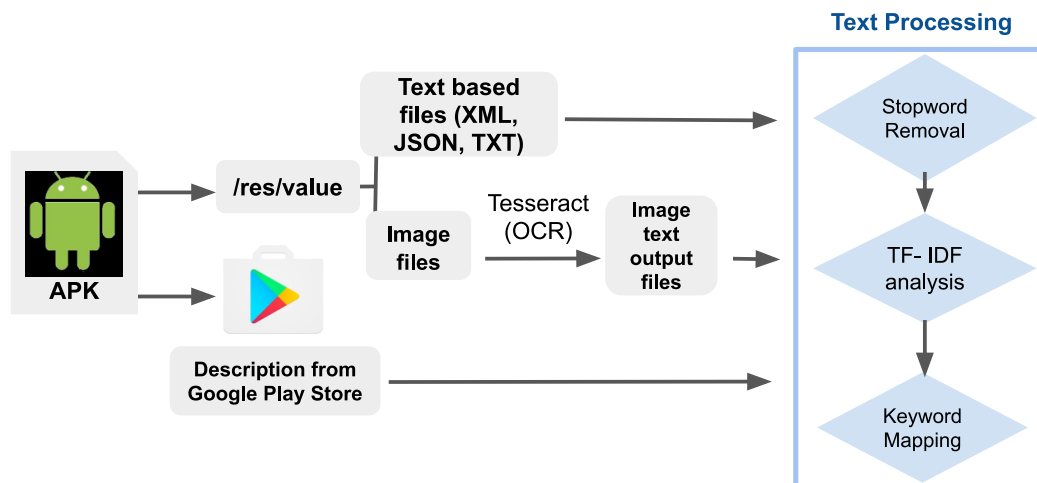 Text Processing
Text based
files (XML,
JSON, TXT)
Stopword
Removal
/res/value
Tesseract
(OCR)
Image
files
Image
text
output
files
TF- IDF
analysis
APK
Description from
Google Play Store
Keyword
Mapping